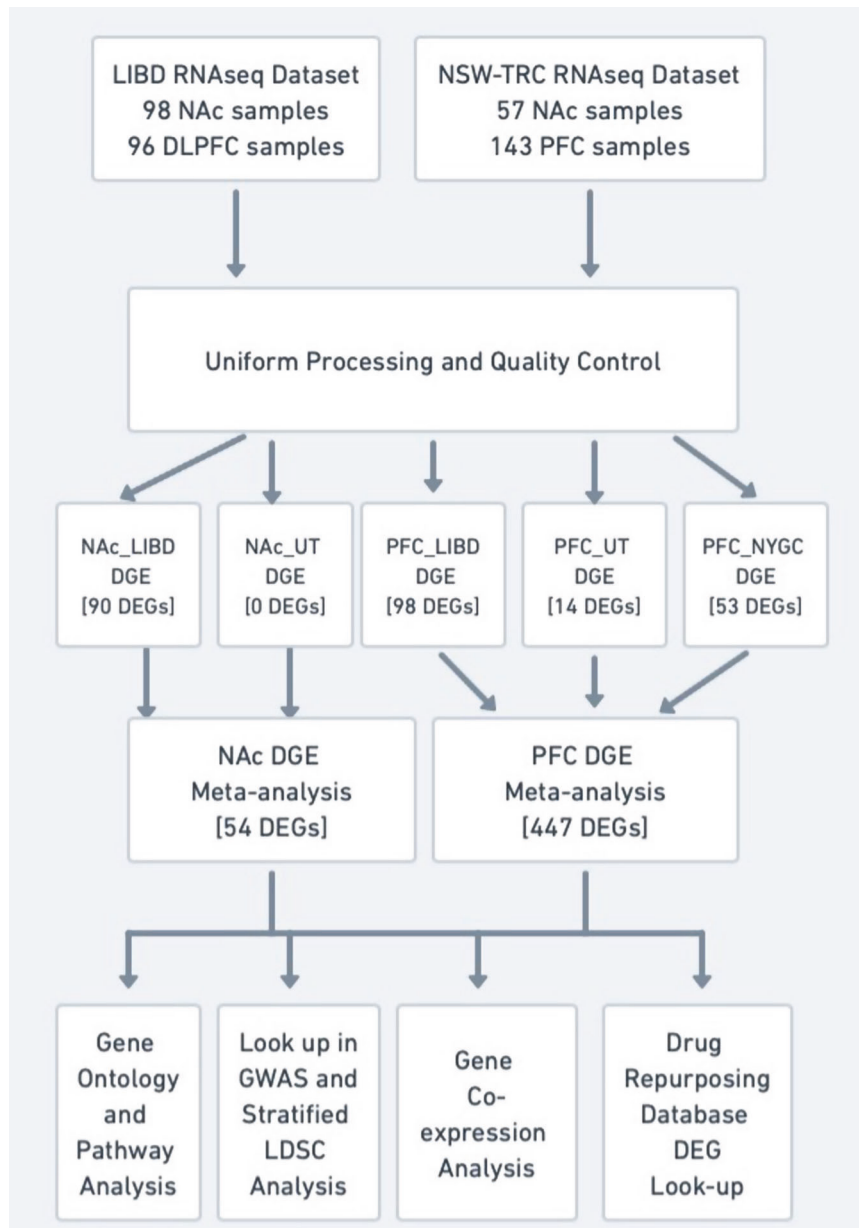 LIBD RNAseq Dataset
98 NAc samples
96 DLPFC samples
NSW-TRC RNAseq Dataset
57 NAc samples
143 PFC samples
Uniform Processing and Quality Control
NAc_LIBD
DGE
[90 DEGs]
NAc_UT
DGE
[0 DEGs]
PFC_LIBD
DGE
[98 DEGs]
PFC_UT
DGE
[14 DEGs]
PFC_NYGC
DGE
[53 DEGs]
NAc DGE
Meta-analysis
[54 DEGs]
PFC DGE
Meta-analysis
[447 DEGs]
Gene
Ontology
and
Pathway
Analysis
Look up in
GWAS and
Stratified
LDSC
Analysis
Gene
Co-
expression
Analysis
Drug
Repurposing
Database
DEG
Look-up